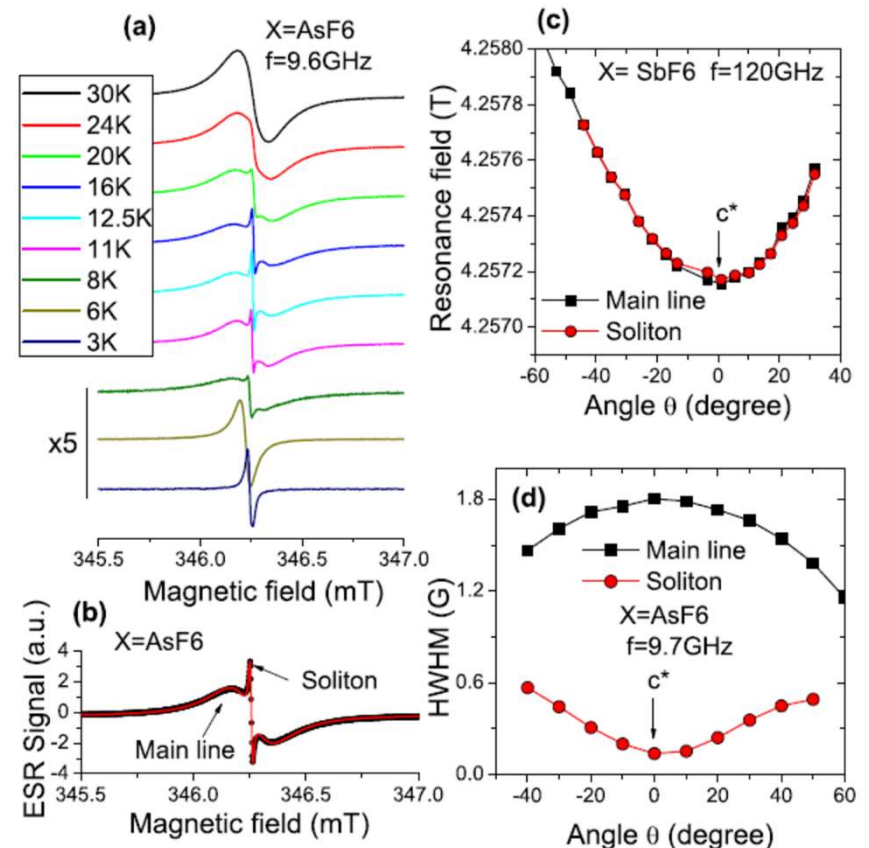 (a)
X=AsF6
f=9.6GHz
30K
24K
20K
16K
12.5K
11K
8K
6K
3K
x5
345.5 346.0 346.5 347.0
Magnetic field (mT)
(b)
X=AsF6
4
2
0
-2
-4
ESR Signal (a.u.)
Soliton
Main line
345.5 346.0 346.5 347.0
Magnetic field (mT)
(c)
X= SbF6 f=120GHz
4.2580
4.2578
4.2576
4.2574
4.2572
4.2570
Resonance field (T)
c*
Main line
Soliton
-60 -40 -20 0 20 40
Angle θ (degree)
(d)
1.8
1.2
0.6
0.0
HWHM (G)
Main line
Soliton
X=AsF6
f=9.7GHz
c*
-40 -20 0 20 40 60
Angle θ (degree)